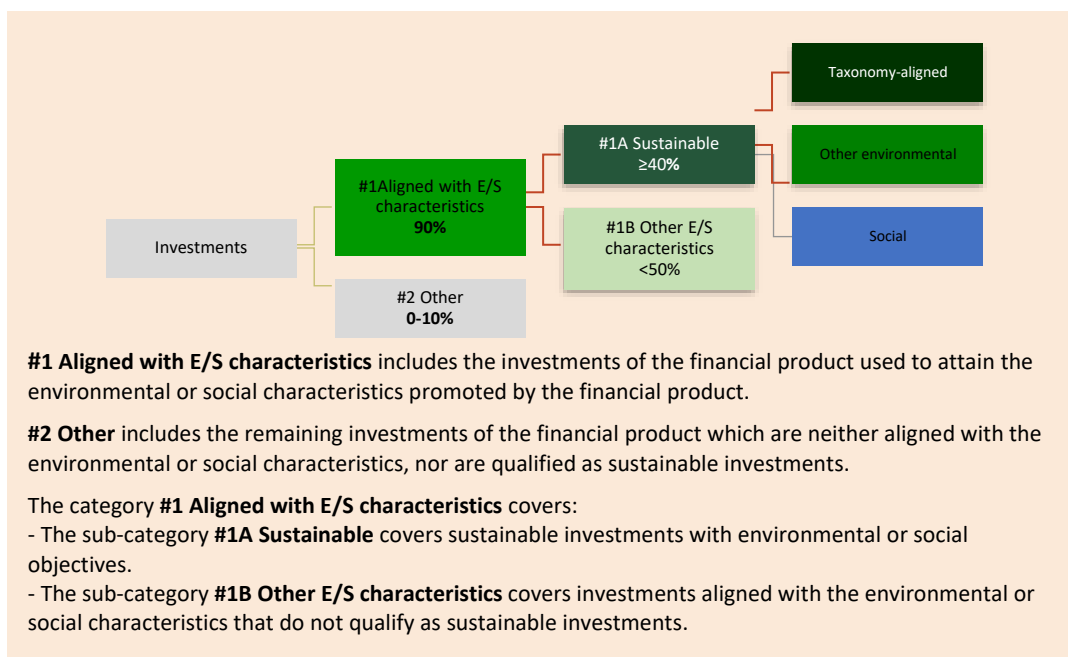 Taxonomy-aligned
#1A Sustainable
≥40%
Other environmental
#1Aligned with E/S
characteristics
90%
#1B Other E/S
characteristics
<50%
Social
Investments
#2 Other
0-10%
#1 Aligned with E/S characteristics includes the investments of the financial product used to attain the
environmental or social characteristics promoted by the financial product.
#2 Other includes the remaining investments of the financial product which are neither aligned with the
environmental or social characteristics, nor are qualified as sustainable investments.
The category #1 Aligned with E/S characteristics covers:
- The sub-category #1A Sustainable covers sustainable investments with environmental or social
objectives.
- The sub-category #1B Other E/S characteristics covers investments aligned with the environmental or
social characteristics that do not qualify as sustainable investments.